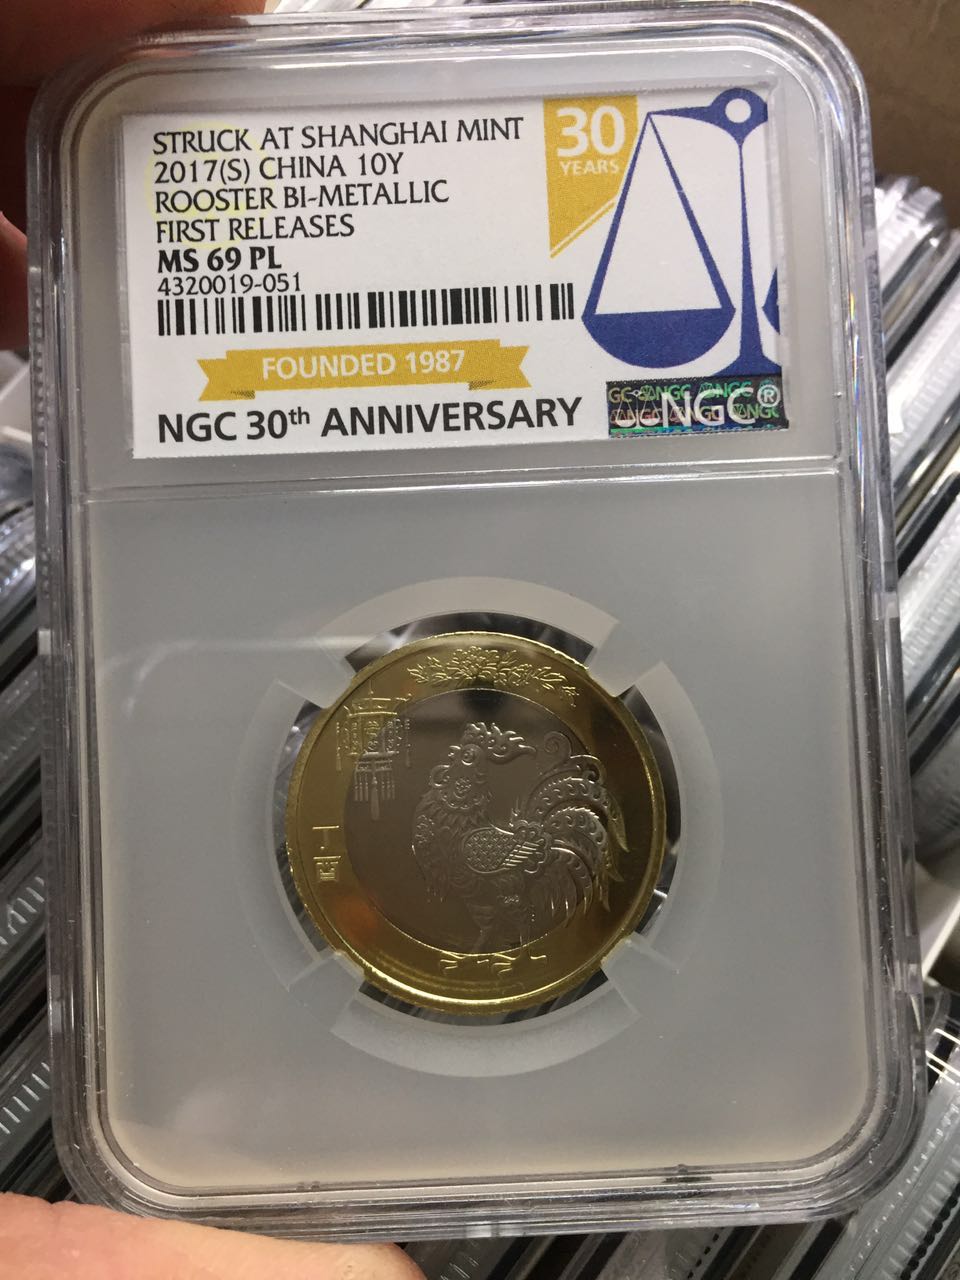 STRUCK AT SHANGHAI MINT
2017(S) CHINA 10Y
ROOSTER BI-METALLIC
FIRST RELEASES
MS 69 PL
4320019-051
30
YEARS
FOUNDED 1987
NGC 30th ANNIVERSARY
NGC®
丁酉